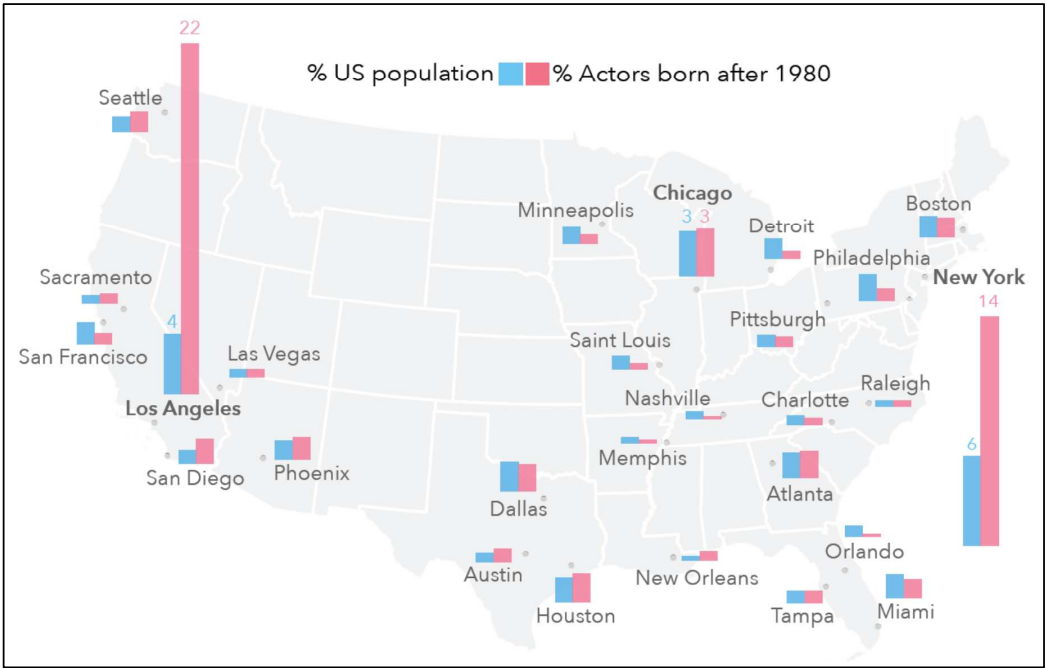 22
% US population % Actors born after 1980
Seattle
Chicago
Minneapolis
3 3
Detroit
Boston
Philadelphia
New York
Sacramento
14
4
Pittsburgh
Saint Louis
San Francisco
Las Vegas
Raleigh
Nashville
Charlotte
Los Angeles
6
Memphis
San Diego
Phoenix
Atlanta
Dallas
Orlando
Austin
New Orleans
Houston
Tampa
Miami